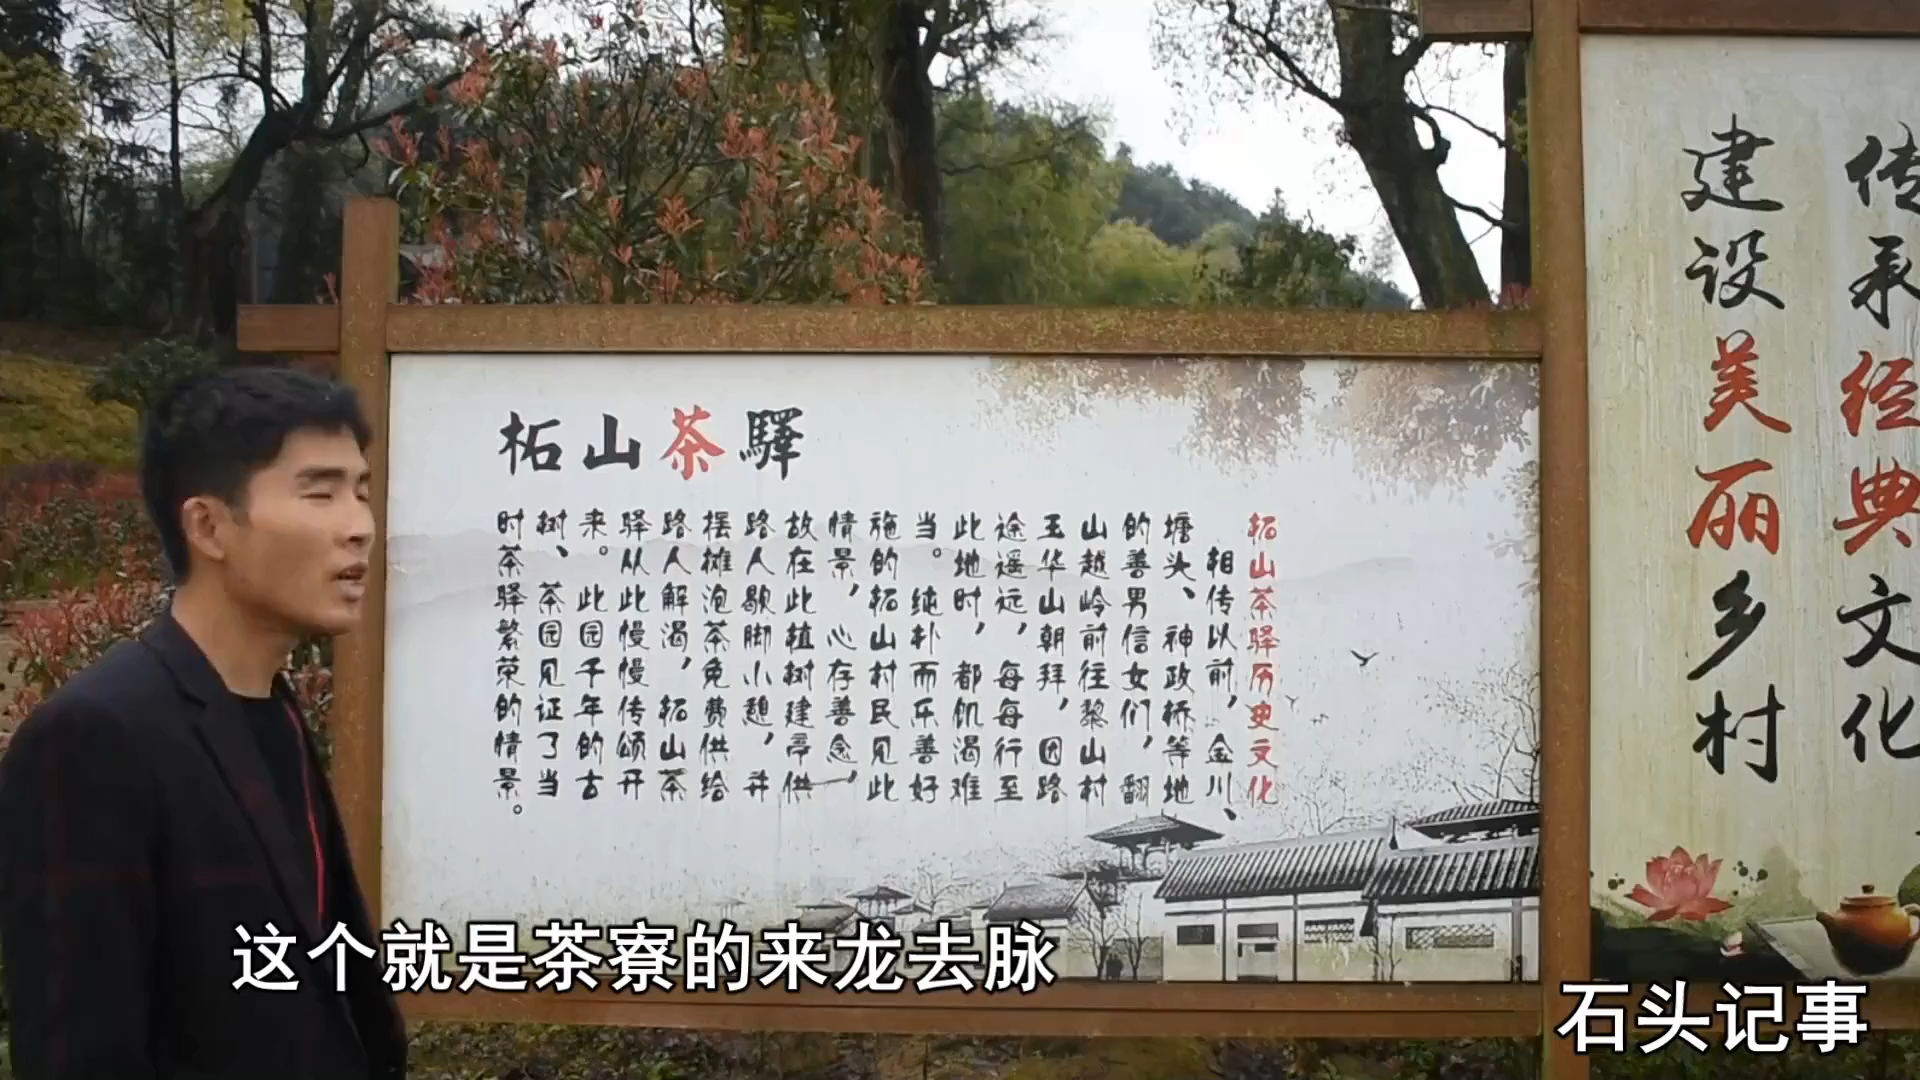 柘山茶驛
柘山茶驿历史文化
相传以前，金川、
塘头、神政桥等地
的善男信女们，翻
山越岭前往黎山村
玉华山朝拜，因路
途遥远，每每行至
此地时，都饥渴难
当。纯朴而乐善好
施的柘山村民见此
情景，心存善念，
故在此植树建亭供
路人歇脚小憩，并
摆摊泡茶免费供给
路人解渴，柘山茶
驿从此慢慢传颂开
来。此园千年的古
树、茶园见证了当
时茶驿繁荣的情景。
传承经典文化
建设美丽乡村
这个就是茶寮的来龙去脉
石头记事